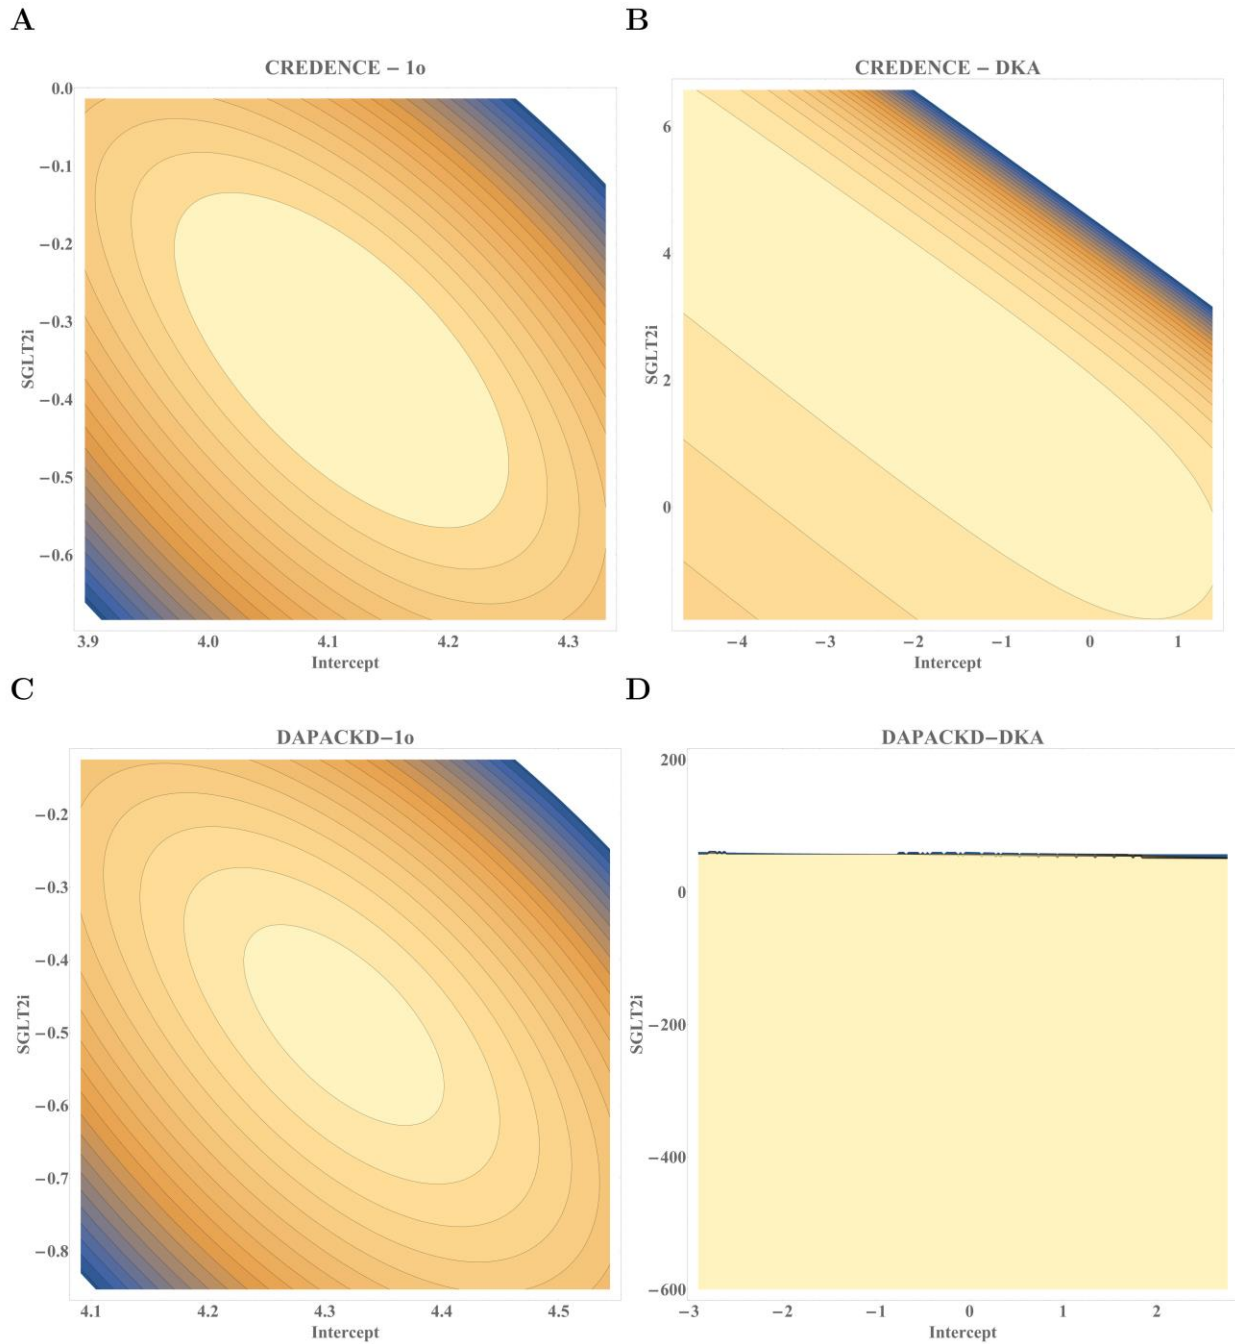 A
CREDENCE – 1o
0.0
−0.1
−0.2
−0.3
−0.4
−0.5
−0.6
SGLT2i
3.9 4.0 4.1 4.2 4.3
Intercept
B
CREDENCE – DKA
6
4
2
0
SGLT2i
−4 −3 −2 −1 0 1
Intercept
C
DAPACKD−1o
−0.2
−0.3
−0.4
−0.5
−0.6
−0.7
−0.8
SGLT2i
4.1 4.2 4.3 4.4 4.5
Intercept
D
DAPACKD−DKA
200
0
−200
−400
−600
SGLT2i
−3 −2 −1 0 1 2
Intercept